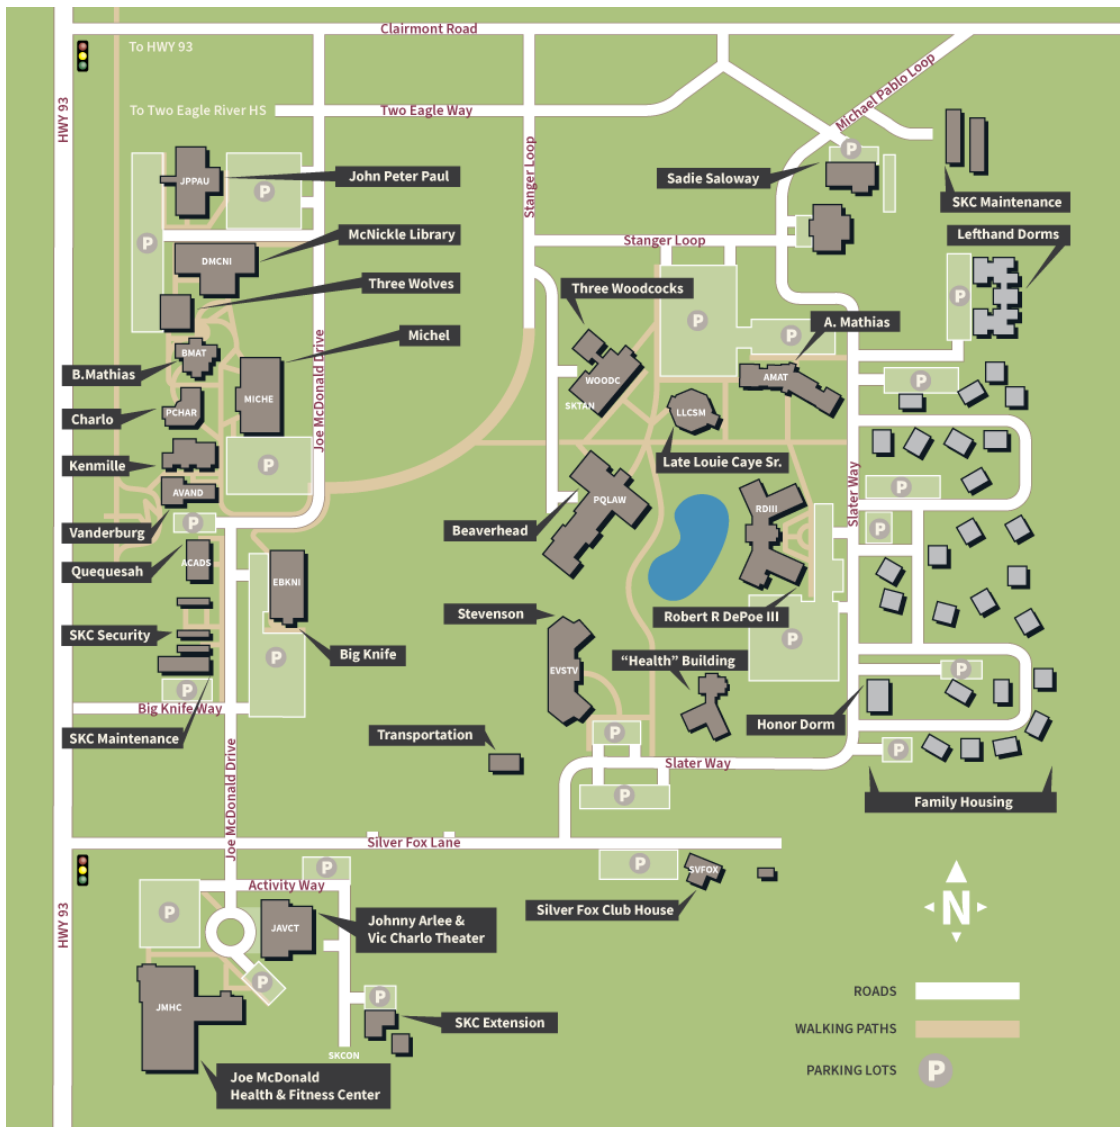 Clairmont Road
To HWY 93
HWY 93
Michael Pablo Loop
To Two Eagle River HS
Two Eagle Way
Stanger Loop
P
John Peter Paul
JPPAU
P
Sadie Saloway
SKC Maintenance
McNickle Library
Lefthand Dorms
P
Stanger Loop
DMCNI
Three Wolves
Three Woodcocks
P
P
A. Mathias
P
Michel
BMAT
B.Mathias
Joe McDonald Drive
WOODC
AMAT
P
MICHE
SKTAN
Charlo
PCHAR
LLCSM
Kenmille
P
Late Louie Caye Sr.
AVAND
PQLAW
Slater Way
P
RDIII
Vanderburg
P
Beaverhead
P
Quequesah
ACADS
EBKNI
Stevenson
Robert R DePoe III
SKC Security
P
Big Knife
P
“Health” Building
EVSTV
P
P
Big Knife Way
Honor Dorm
SKC Maintenance
Transportation
P
Joe McDonald Drive
Slater Way
P
P
Family Housing
Silver Fox Lane
P
P
SVFOX
HWY 93
Activity Way
P
Silver Fox Club House
N
JAVCT
Johnny Arlee &
Vic Charlo Theater
P
P
ROADS
JMHC
SKC Extension
WALKING PATHS
SKCON
PARKING LOTS
P
Joe McDonald
Health & Fitness Center